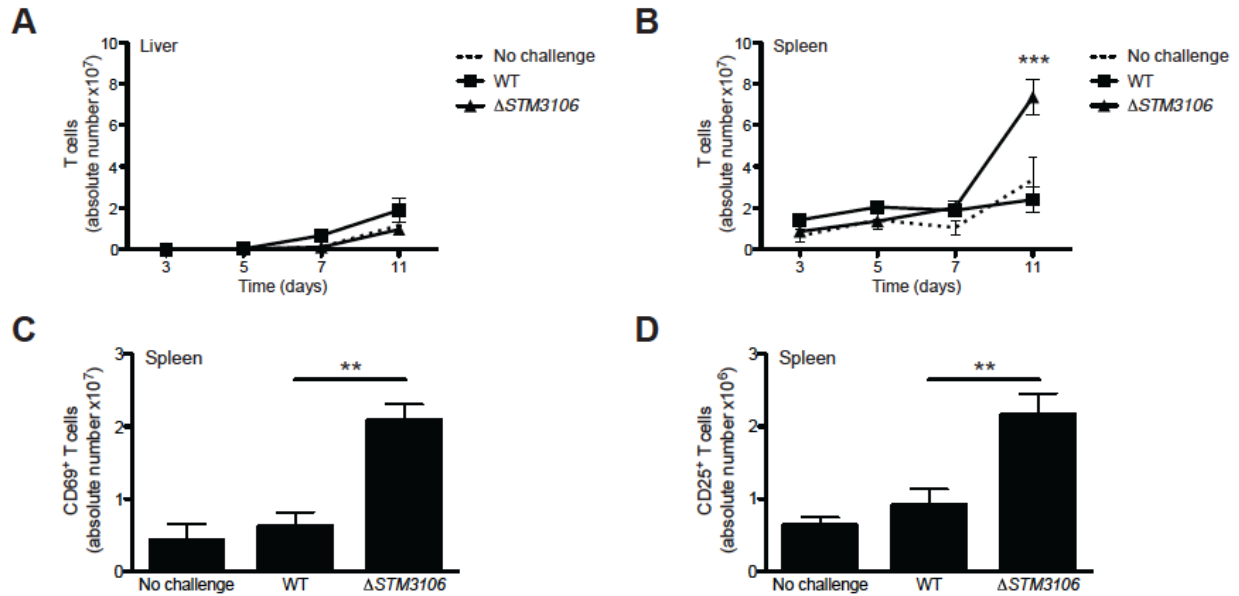 A
Liver
10
8
6
4
2
0
3
5
7
11
Time (days)
T cells
(absolute number x10⁷)
No challenge
WT
ΔSTM3106
B
Spleen
***
10
8
6
4
2
0
3
5
7
11
Time (days)
T cells
(absolute number x10⁷)
No challenge
WT
ΔSTM3106
C
Spleen
**
3
2
1
0
CD69⁺ T cells
(absolute number x10⁷)
No challenge WT ΔSTM3106
D
Spleen
**
3
2
1
0
CD25⁺ T cells
(absolute number x10⁶)
No challenge WT ΔSTM3106